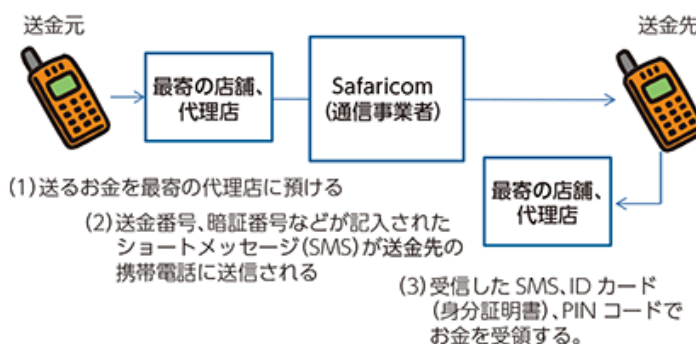 送金元
送金先
最寄の店舗、
代理店
Safaricom
(通信事業者)
(1)送るお金を最寄の代理店に預ける
(2)送金番号、暗証番号などが記入された
ショートメッセージ(SMS)が送金先の
携帯電話に送信される
最寄の店舗、
代理店
(3)受信したSMS、IDカード
(身分証明書)、PINコードで
お金を受領する。